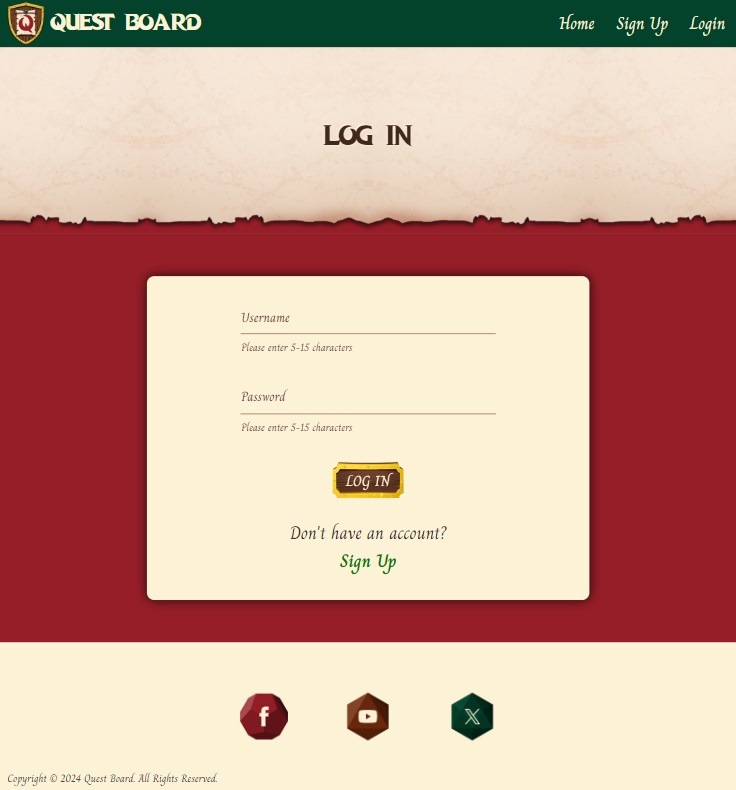 QUEST BOARD
Home Sign Up Login
LOG IN
Username
Please enter 5-15 characters
Password
Please enter 5-15 characters
LOG IN
Don't have an account?
Sign Up
Copyright © 2024 Quest Board. All Rights Reserved.